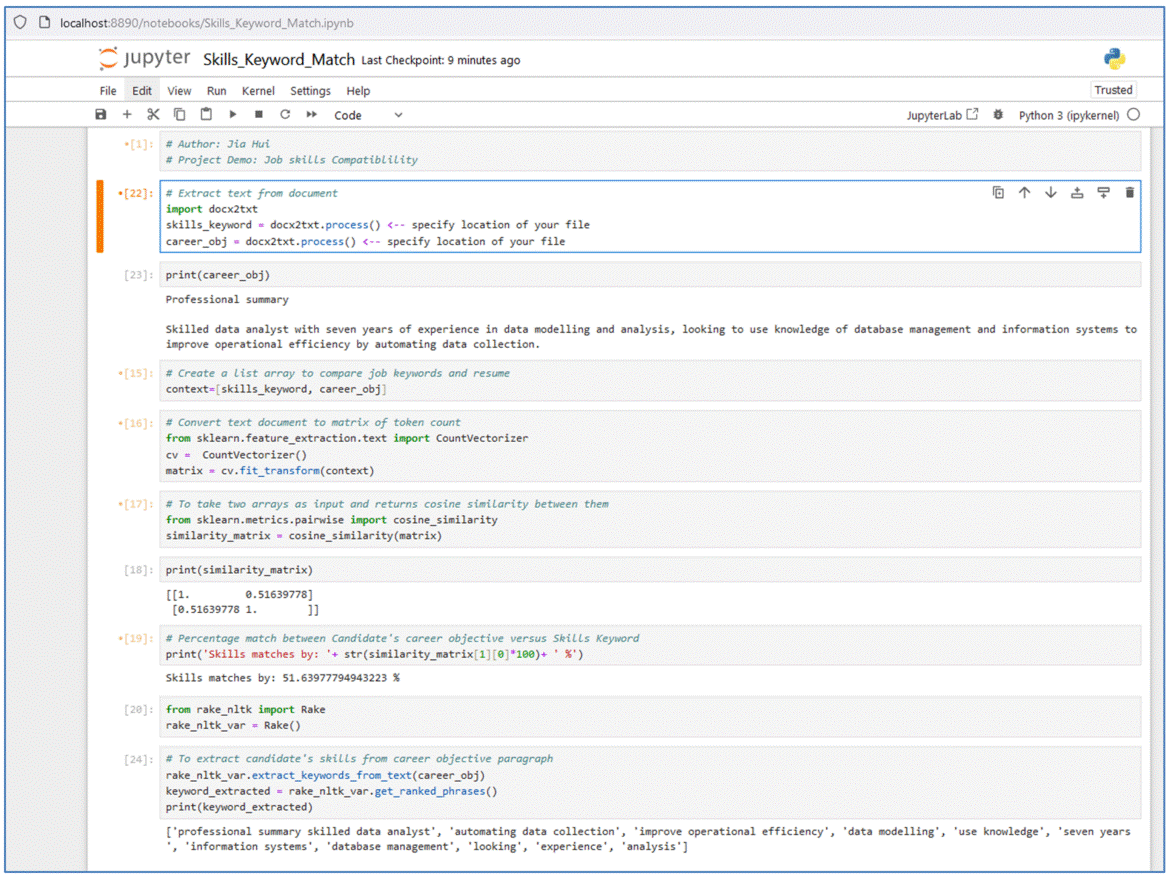 localhost:8890/notebooks/Skills_Keyword_Match.ipynb
jupyter Skills_Keyword_Match Last Checkpoint: 9 minutes ago
File Edit View Run Kernel Settings Help Trusted
Code JupyterLab Python 3 (ipykernel)
•[1]: # Author: Jia Hui
# Project Demo: Job skills Compatiblility
•[22]: # Extract text from document
import docx2txt
skills_keyword = docx2txt.process() <-- specify location of your file
career_obj = docx2txt.process() <-- specify location of your file
[23]: print(career_obj)
Professional summary
Skilled data analyst with seven years of experience in data modelling and analysis, looking to use knowledge of database management and information systems to
improve operational efficiency by automating data collection.
•[15]: # Create a list array to compare job keywords and resume
context=[skills_keyword, career_obj]
•[16]: # Convert text document to matrix of token count
from sklearn.feature_extraction.text import CountVectorizer
cv =  CountVectorizer()
matrix = cv.fit_transform(context)
•[17]: # To take two arrays as input and returns cosine similarity between them
from sklearn.metrics.pairwise import cosine_similarity
similarity_matrix = cosine_similarity(matrix)
[18]: print(similarity_matrix)
[[1.         0.51639778]
[0.51639778 1.        ]]
•[19]: # Percentage match between Candidate's career objective versus Skills Keyword
print('Skills matches by: '+ str(similarity_matrix[1][0]*100)+ ' %')
Skills matches by: 51.63977794943223 %
[20]: from rake_nltk import Rake
rake_nltk_var = Rake()
[24]: # To extract candidate's skills from career objective paragraph
rake_nltk_var.extract_keywords_from_text(career_obj)
keyword_extracted = rake_nltk_var.get_ranked_phrases()
print(keyword_extracted)
['professional summary skilled data analyst', 'automating data collection', 'improve operational efficiency', 'data modelling', 'use knowledge', 'seven years
', 'information systems', 'database management', 'looking', 'experience', 'analysis']